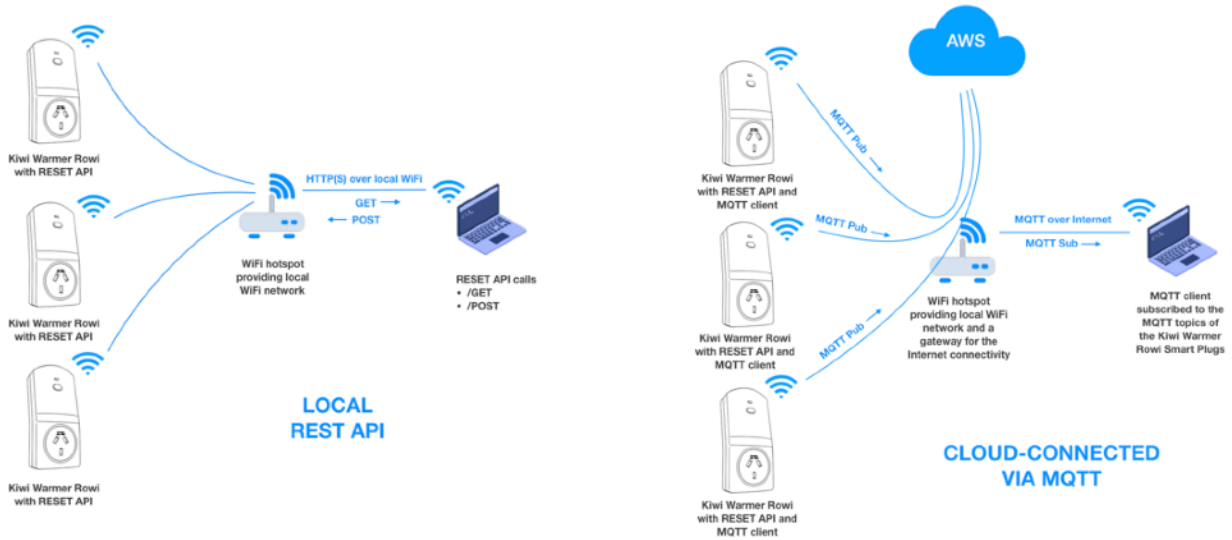 Kiwi Warmer Rowi
with RESET API
Kiwi Warmer Rowi
with RESET API
Kiwi Warmer Rowi
with RESET API
HTTP(S) over local WiFi
GET →
← POST
WiFi hotspot
providing local
WiFi network
RESET API calls
• /GET
• /POST
LOCAL
REST API
AWS
MQTT Pub →
Kiwi Warmer Rowi
with RESET API and
MQTT client
MQTT Pub →
Kiwi Warmer Rowi
with RESET API and
MQTT client
MQTT Pub →
Kiwi Warmer Rowi
with RESET API and
MQTT client
MQTT over Internet
MQTT Sub →
WiFi hotspot
providing local WiFi
network and a
gateway for the
Internet connectivity
MQTT client
subscribed to the
MQTT topics of
the Kiwi Warmer
Rowi Smart Plugs
CLOUD-CONNECTED
VIA MQTT